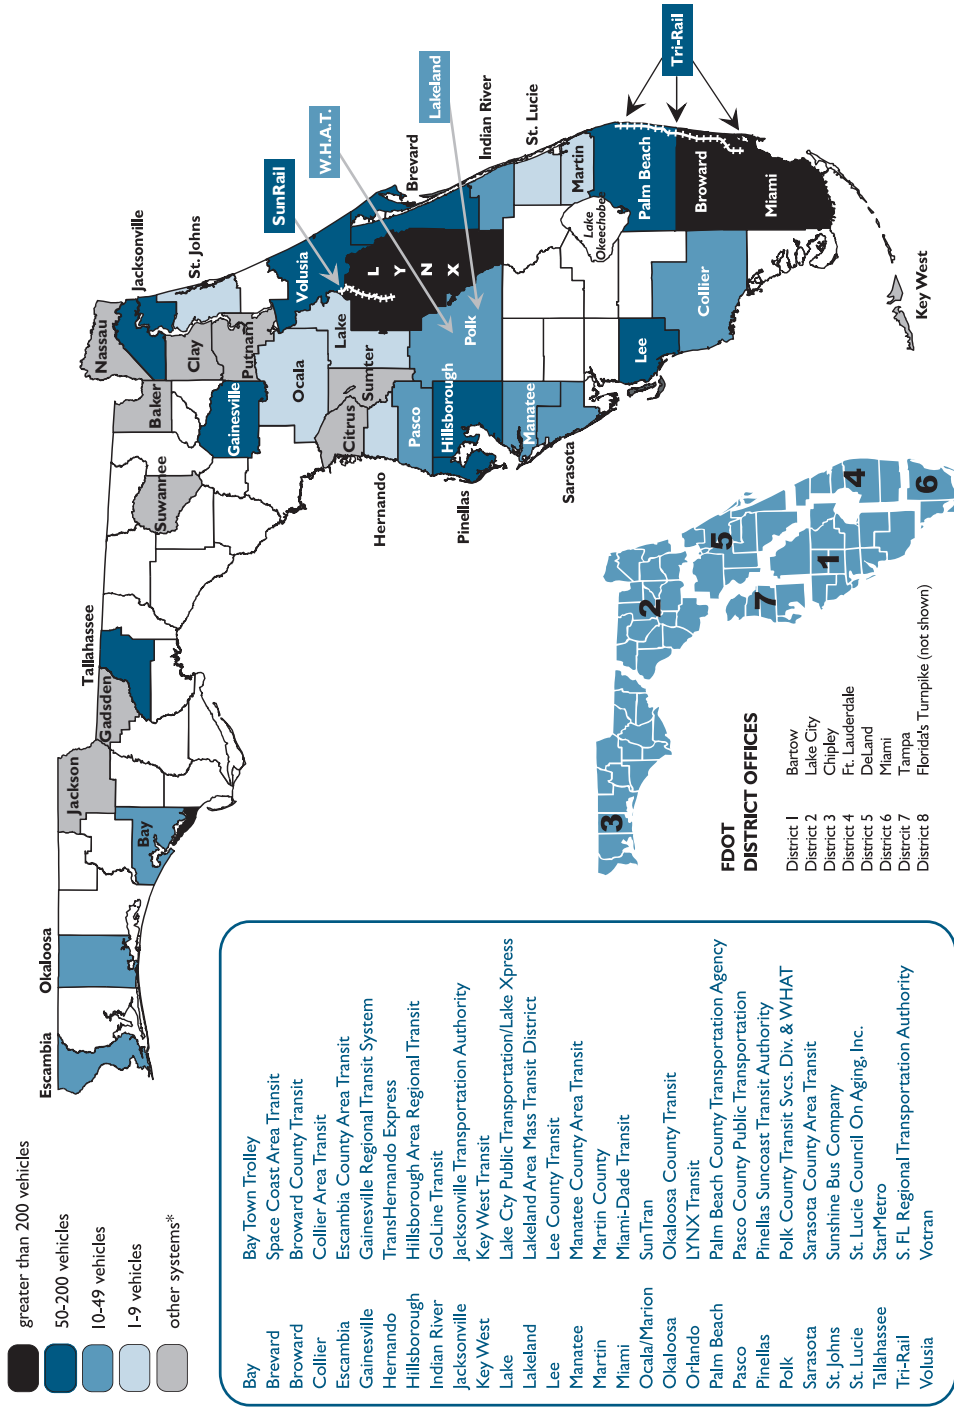 greater than 200 vehicles
50-200 vehicles
10-49 vehicles
1-9 vehicles
other systems*
Escambia
Okaloosa
Bay
Jackson
Gadsden
Tallahassee
Suwannee
Baker
Nassau
Jacksonville
Clay
St. Johns
Putnam
Gainesville
Ocala
Volusia
SunRail
W.H.A.T.
Lakeland
Lake
Sumter
Citrus
Hernando
Pasco
Hillsborough
Pinellas
Polk
L
Y
N
X
Brevard
Indian River
St. Lucie
Martin
Lake
Okeechobee
Manatee
Sarasota
Lee
Collier
Palm Beach
Broward
Miami
Tri-Rail
Key West
Bay Bay Town Trolley
Brevard Space Coast Area Transit
Broward Broward County Transit
Collier Collier Area Transit
Escambia Escambia County Area Transit
Gainesville Gainesville Regional Transit System
Hernando TransHernando Express
Hillsborough Hillsborough Area Regional Transit
Indian River GoLine Transit
Jacksonville Jacksonville Transportation Authority
Key West Key West Transit
Lake Lake Cty Public Transportation/Lake Xpress
Lakeland Lakeland Area Mass Transit District
Lee Lee County Transit
Manatee Manatee County Area Transit
Martin Martin County
Miami Miami-Dade Transit
Ocala/Marion SunTran
Okaloosa Okaloosa County Transit
Orlando LYNX Transit
Palm Beach Palm Beach County Transportation Agency
Pasco Pasco County Public Transportation
Pinellas Pinellas Suncoast Transit Authority
Polk Polk County Transit Svcs. Div. & WHAT
Sarasota Sarasota County Area Transit
St. Johns Sunshine Bus Company
St. Lucie St. Lucie Council On Aging, Inc.
Tallahassee StarMetro
Tri-Rail S. FL Regional Transportation Authority
Volusia Votran
FDOT
DISTRICT OFFICES
District 1 Bartow
District 2 Lake City
District 3 Chipley
District 4 Ft. Lauderdale
District 5 DeLand
District 6 Miami
Distrcit 7 Tampa
District 8 Florida's Turnpike (not shown)
3
2
5
7
1
4
6